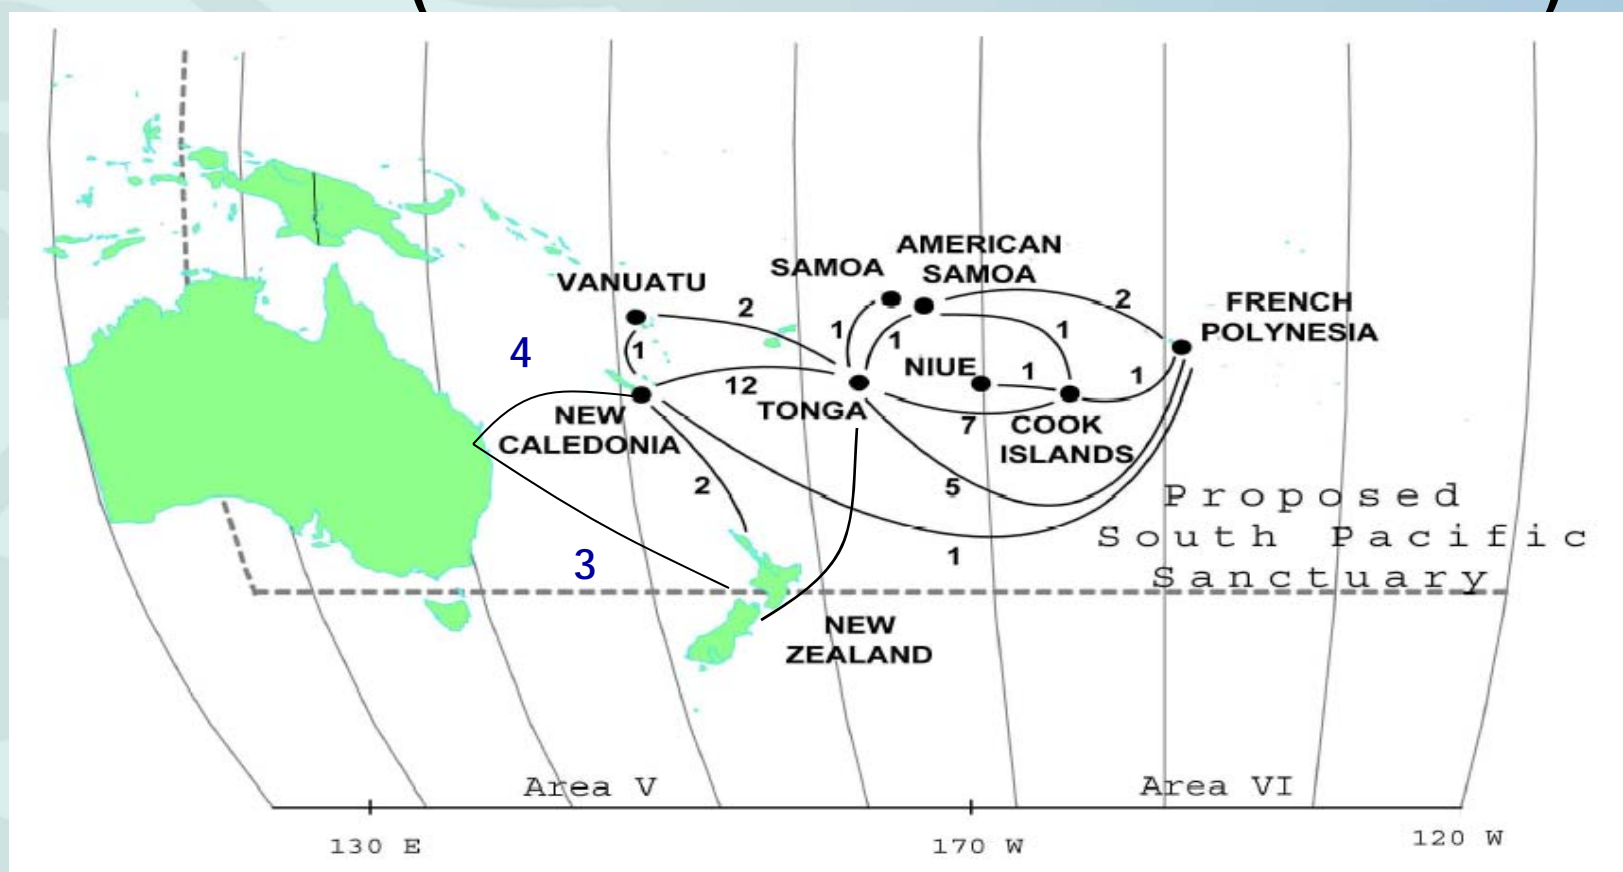 AMERICAN
SAMOA
SAMOA
VANUATU
FRENCH
POLYNESIA
2
2
1
1
1
1
4
NIUE
1
1
12
TONGA
7
NEW
CALEDONIA
COOK
ISLANDS
2
5
1
3
Proposed
South Pacific
Sanctuary
NEW
ZEALAND
Area V
Area VI
130 E
170 W
120 W